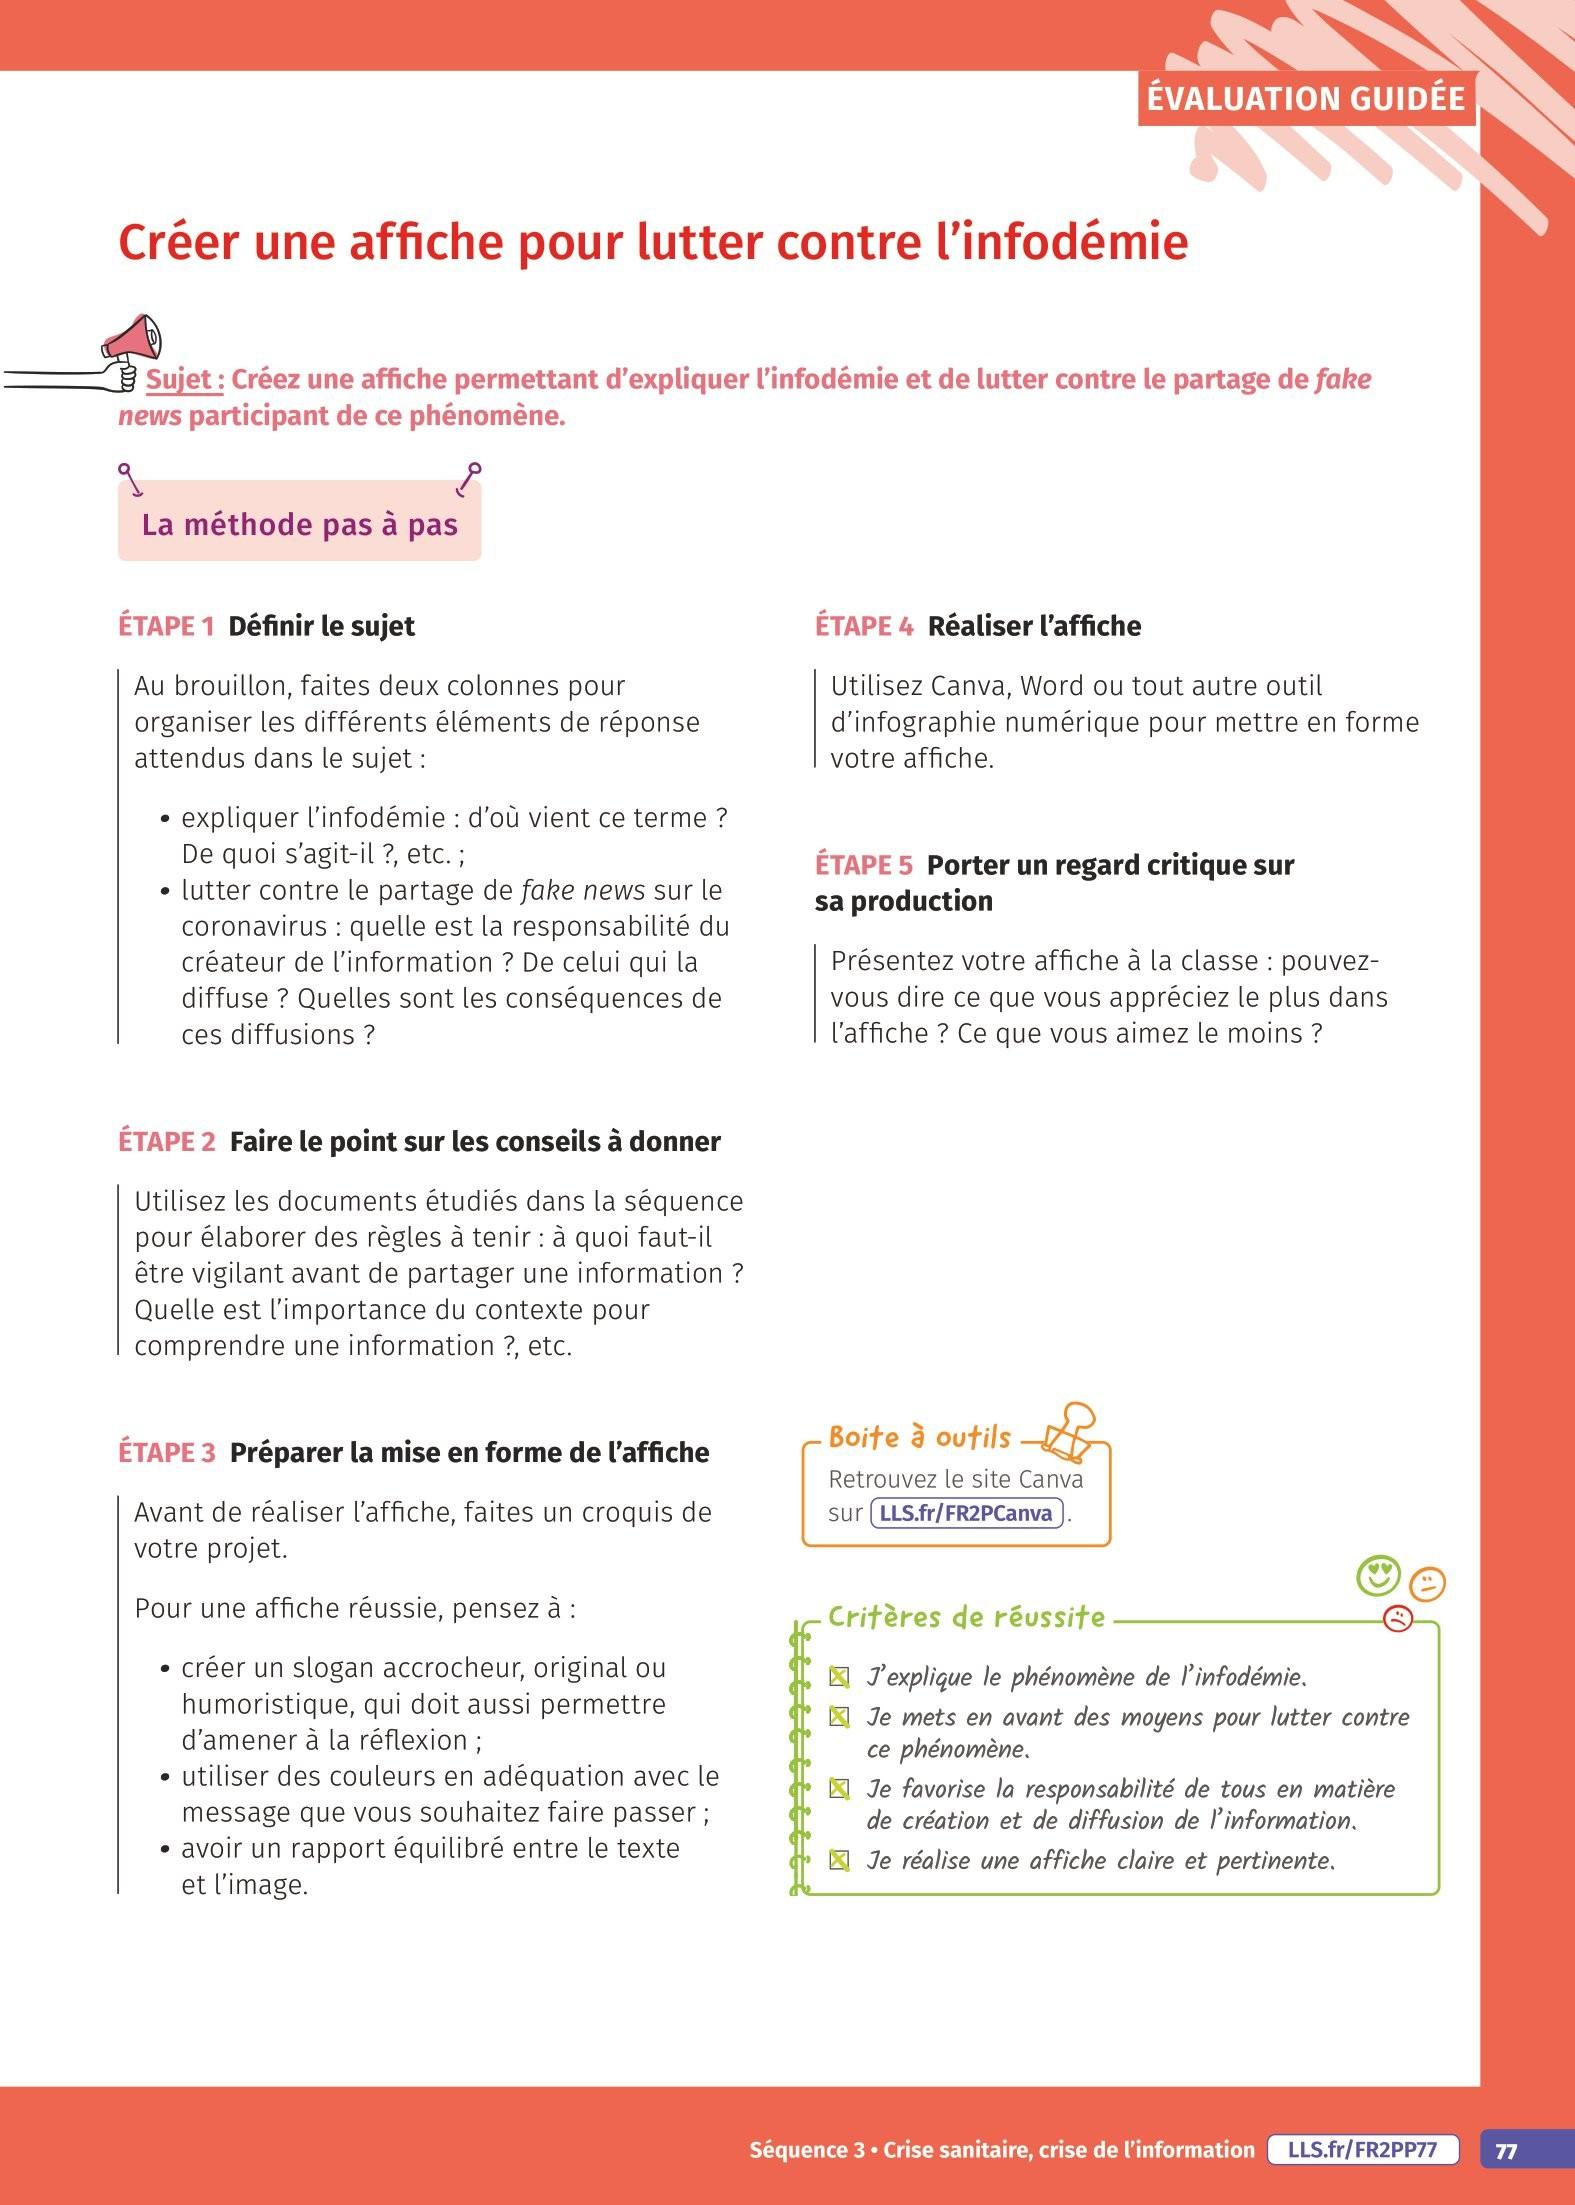 ÉVALUATION GUIDÉE
Créer une affiche pour lutter contre l’infodémie
Sujet : Créez une affiche permettant d’expliquer l’infodémie et de lutter contre le partage de fake
news participant de ce phénomène.
La méthode pas à pas
ÉTAPE 1 Définir le sujet
Au brouillon, faites deux colonnes pour
organiser les différents éléments de réponse
attendus dans le sujet :
• expliquer l’infodémie : d’où vient ce terme ?
De quoi s’agit-il ?, etc. ;
• lutter contre le partage de fake news sur le
coronavirus : quelle est la responsabilité du
créateur de l’information ? De celui qui la
diffuse ? Quelles sont les conséquences de
ces diffusions ?
ÉTAPE 2 Faire le point sur les conseils à donner
Utilisez les documents étudiés dans la séquence
pour élaborer des règles à tenir : à quoi faut-il
être vigilant avant de partager une information ?
Quelle est l’importance du contexte pour
comprendre une information ?, etc.
ÉTAPE 3 Préparer la mise en forme de l’affiche
Avant de réaliser l’affiche, faites un croquis de
votre projet.
Pour une affiche réussie, pensez à :
• créer un slogan accrocheur, original ou
humoristique, qui doit aussi permettre
d’amener à la réflexion ;
• utiliser des couleurs en adéquation avec le
message que vous souhaitez faire passer ;
• avoir un rapport équilibré entre le texte
et l’image.
ÉTAPE 4 Réaliser l’affiche
Utilisez Canva, Word ou tout autre outil
d’infographie numérique pour mettre en forme
votre affiche.
ÉTAPE 5 Porter un regard critique sur
sa production
Présentez votre affiche à la classe : pouvez-
vous dire ce que vous appréciez le plus dans
l’affiche ? Ce que vous aimez le moins ?
Boite à outils
Retrouvez le site Canva
sur LLS.fr/FR2PCanva.
Critères de réussite
J’explique le phénomène de l’infodémie.
Je mets en avant des moyens pour lutter contre
ce phénomène.
Je favorise la responsabilité de tous en matière
de création et de diffusion de l’information.
Je réalise une affiche claire et pertinente.
Séquence 3 • Crise sanitaire, crise de l’information LLS.fr/FR2PP77 77